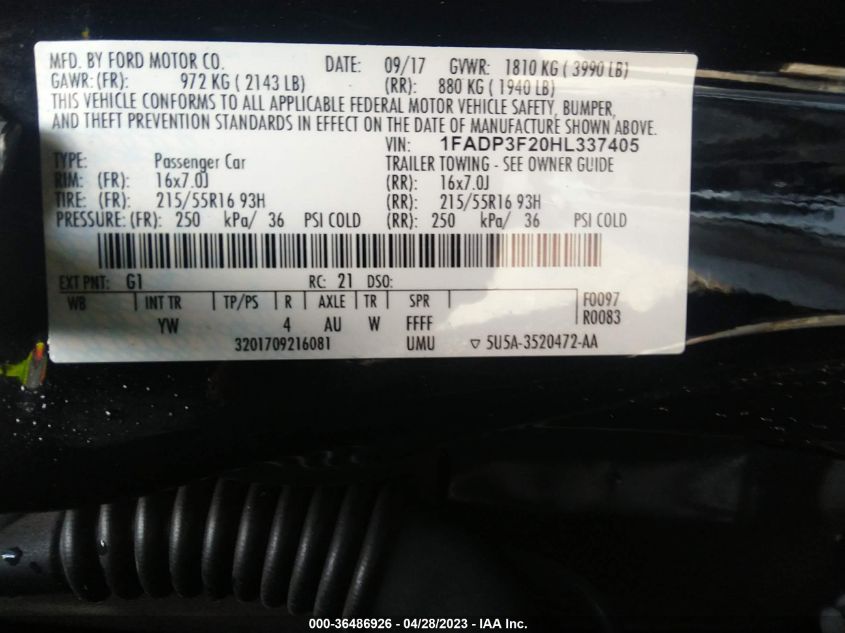 MFD. BY FORD MOTOR CO. DATE: 09/17 GVWR: 1810 KG ( 3990 LB)
GAWR: (FR): 972 KG ( 2143 LB) (RR): 880 KG ( 1940 LB)
THIS VEHICLE CONFORMS TO ALL APPLICABLE FEDERAL MOTOR VEHICLE SAFETY, BUMPER,
AND THEFT PREVENTION STANDARDS IN EFFECT ON THE DATE OF MANUFACTURE SHOWN ABOVE.
VIN: 1FADP3F20HL337405
TYPE: Passenger Car TRAILER TOWING - SEE OWNER GUIDE
RIM: (FR): 16x7.0J (RR): 16x7.0J
TIRE: (FR): 215/55R16 93H (RR): 215/55R16 93H
PRESSURE: (FR): 250 kPa/ 36 PSI COLD (RR): 250 kPa/ 36 PSI COLD
EXT PNT: G1 RC: 21 DSO:
WB INT TR TP/PS R AXLE TR SPR F0097
YW 4 AU W FFFF R0083
3201709216081 UMU ▽ 5U5A-3520472-AA
000-36486926 - 04/28/2023 - IAA Inc.